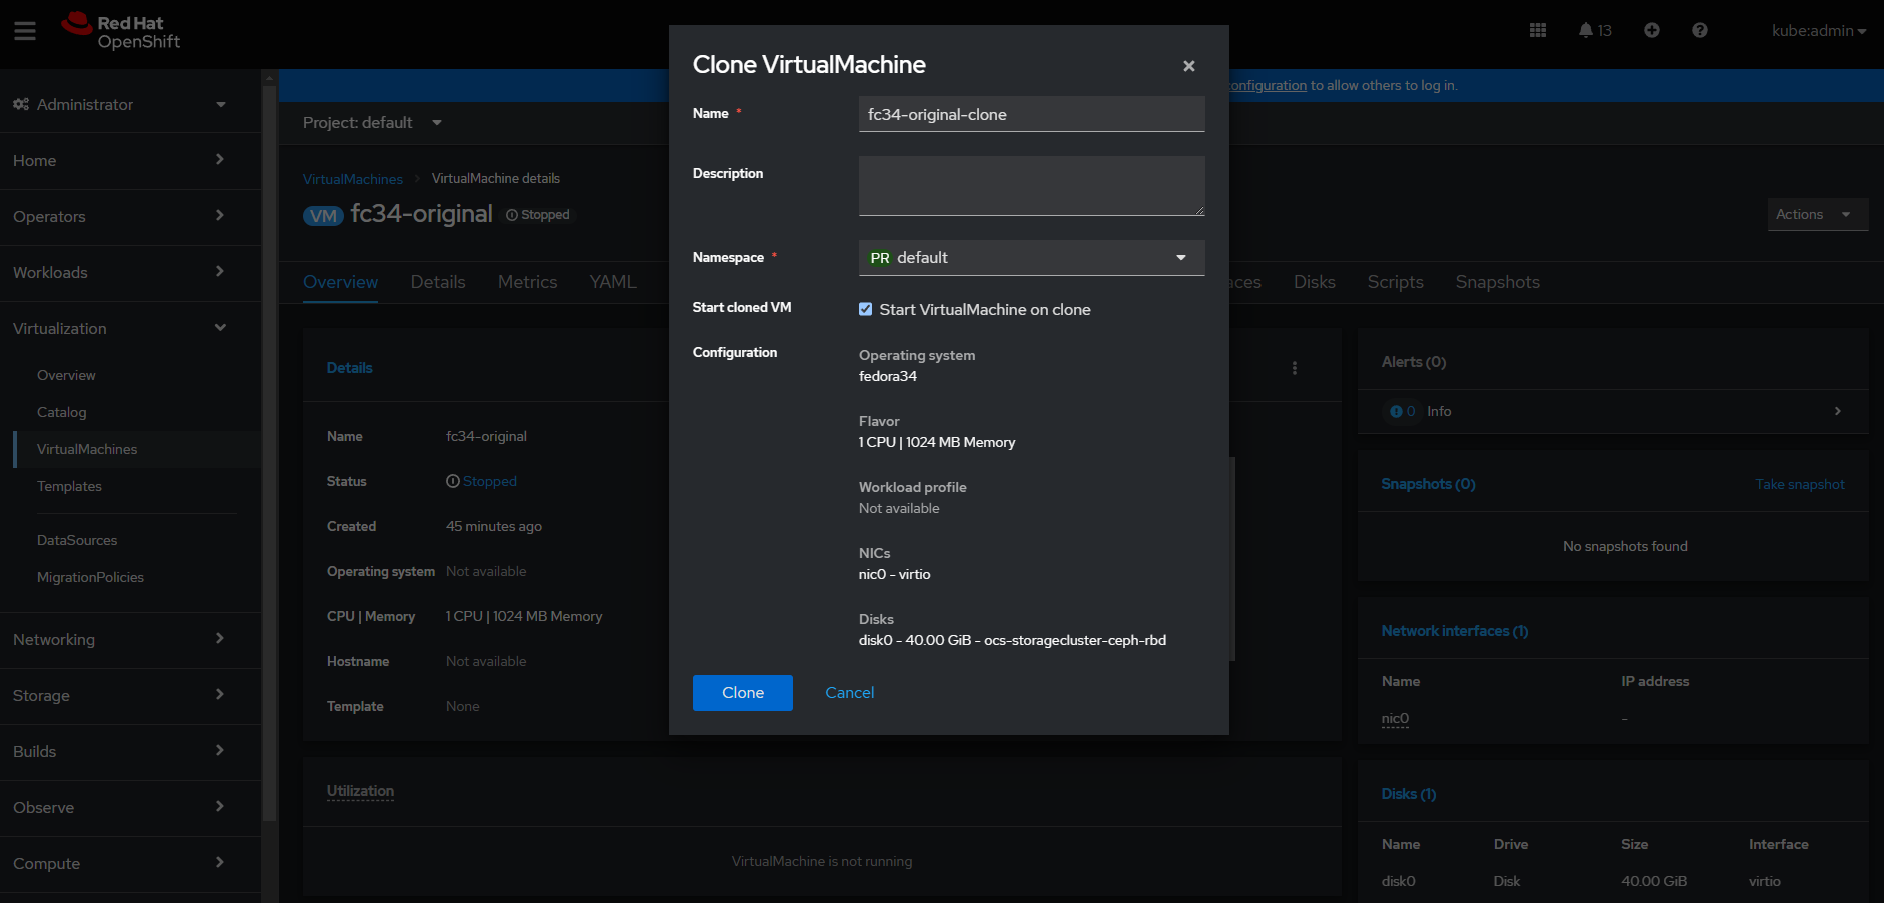 Red Hat
OpenShift
13
kube:admin
Administrator
Home
Operators
Workloads
Virtualization
Overview
Catalog
VirtualMachines
Templates
DataSources
MigrationPolicies
Networking
Storage
Builds
Observe
Compute
configuration to allow others to log in.
Project: default
VirtualMachines > VirtualMachine details
VM fc34-original Stopped
Actions
Overview Details Metrics YAML aces Disks Scripts Snapshots
Details
Name fc34-original
Status Stopped
Created 45 minutes ago
Operating system Not available
CPU | Memory 1 CPU | 1024 MB Memory
Hostname Not available
Template None
Utilization
VirtualMachine is not running
Clone VirtualMachine
Name * fc34-original-clone
Description
Namespace * PR default
Start cloned VM Start VirtualMachine on clone
Configuration
Operating system
fedora34
Flavor
1 CPU | 1024 MB Memory
Workload profile
Not available
NICs
nic0 - virtio
Disks
disk0 - 40.00 GiB - ocs-storagecluster-ceph-rbd
Clone Cancel
Alerts (0)
0 Info
Snapshots (0) Take snapshot
No snapshots found
Network interfaces (1)
Name IP address
nic0 -
Disks (1)
Name Drive Size Interface
disk0 Disk 40.00 GiB virtio